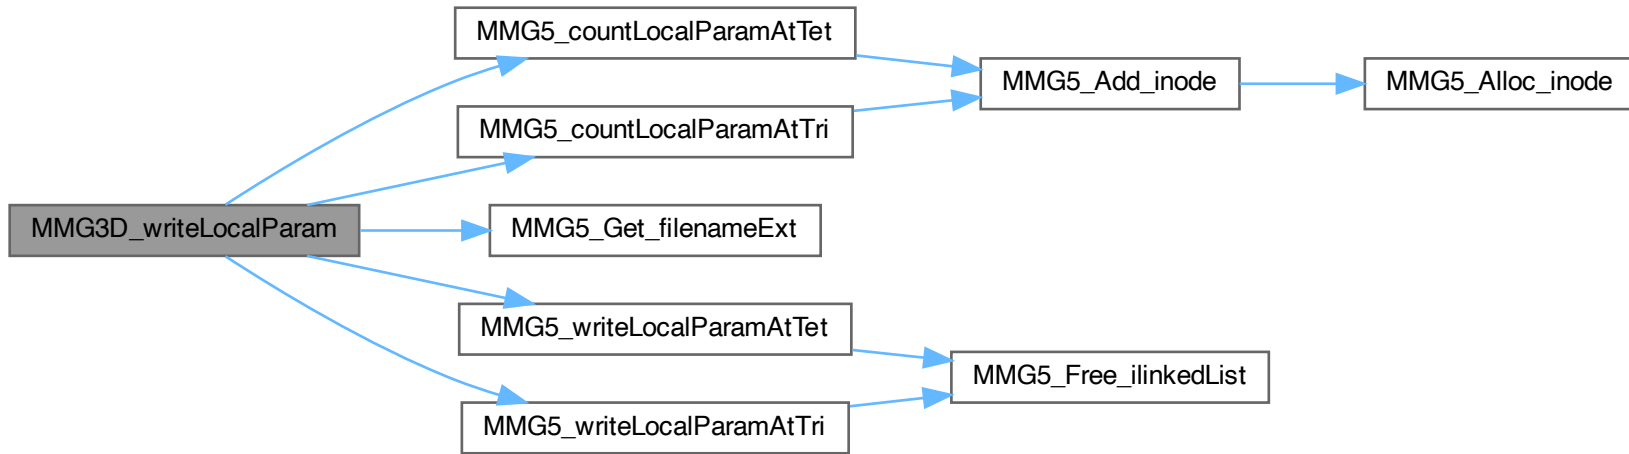 MMG5_countLocalParamAtTet
MMG5_Add_inode
MMG5_Alloc_inode
MMG5_countLocalParamAtTri
MMG3D_writeLocalParam
MMG5_Get_filenameExt
MMG5_writeLocalParamAtTet
MMG5_Free_ilinkedList
MMG5_writeLocalParamAtTri